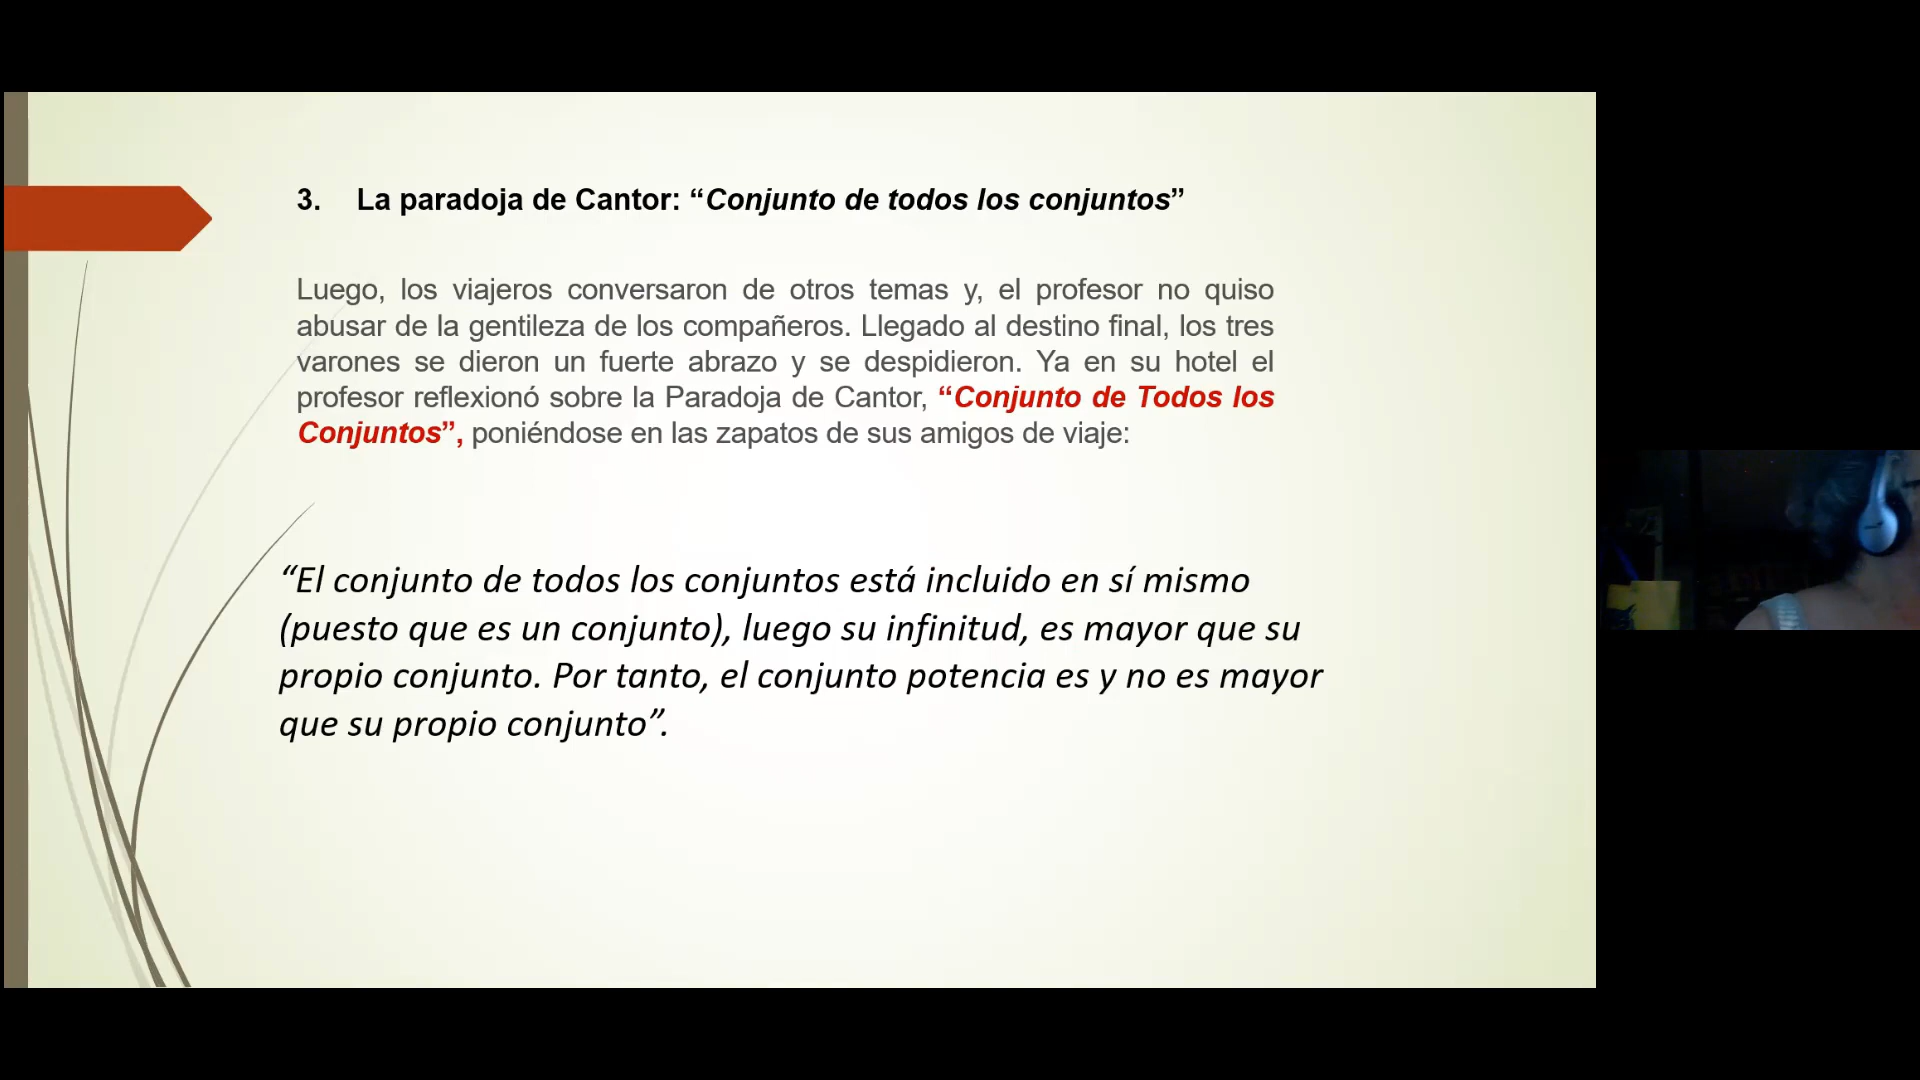 3. La paradoja de Cantor: “Conjunto de todos los conjuntos”
Luego, los viajeros conversaron de otros temas y, el profesor no quiso
abusar de la gentileza de los compañeros. Llegado al destino final, los tres
varones se dieron un fuerte abrazo y se despidieron. Ya en su hotel el
profesor reflexionó sobre la Paradoja de Cantor, “Conjunto de Todos los
Conjuntos”, poniéndose en las zapatos de sus amigos de viaje:
“El conjunto de todos los conjuntos está incluido en sí mismo
(puesto que es un conjunto), luego su infinitud, es mayor que su
propio conjunto. Por tanto, el conjunto potencia es y no es mayor
que su propio conjunto”.